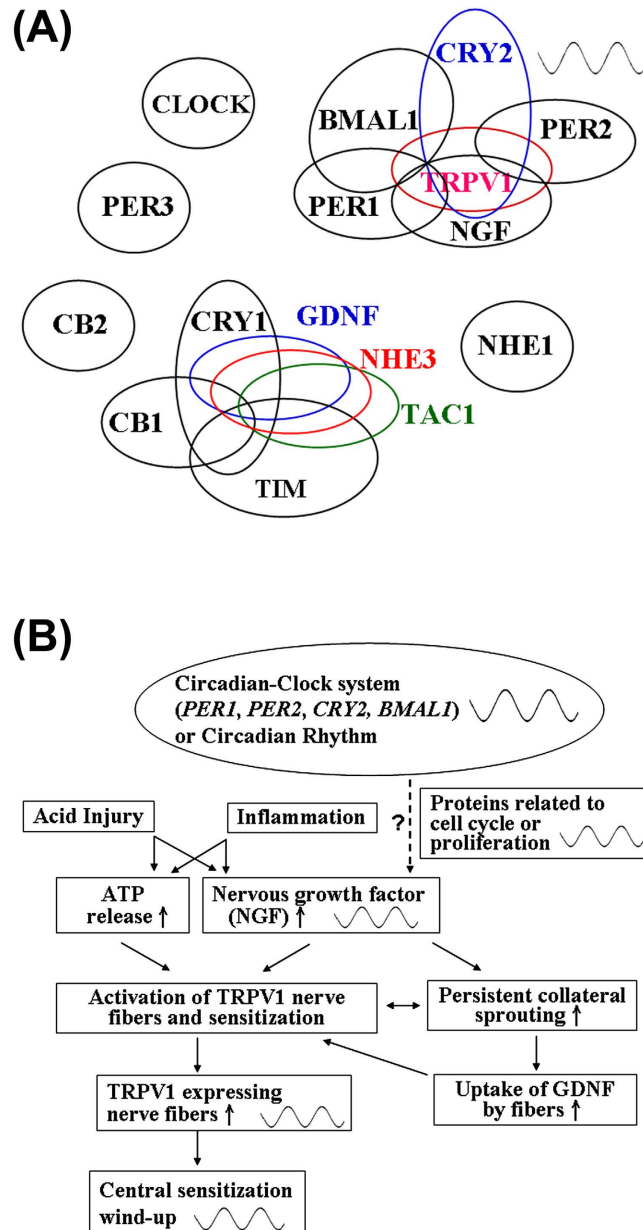 (A)
CLOCK
CRY2
BMAL1
PER2
PER3
TRPV1
PER1
NGF
CB2
CRY1
GDNF
NHE3
NHE1
TAC1
CB1
TIM
(B)
Circadian-Clock system
(PER1, PER2, CRY2, BMAL1)
or Circadian Rhythm
Acid Injury
Inflammation
?
Proteins related to
cell cycle or
proliferation
ATP
release ↑
Nervous growth factor
(NGF) ↑
Activation of TRPV1 nerve
fibers and sensitization
Persistent collateral
sprouting ↑
TRPV1 expressing
nerve fibers ↑
Uptake of GDNF
by fibers ↑
Central sensitization
wind-up